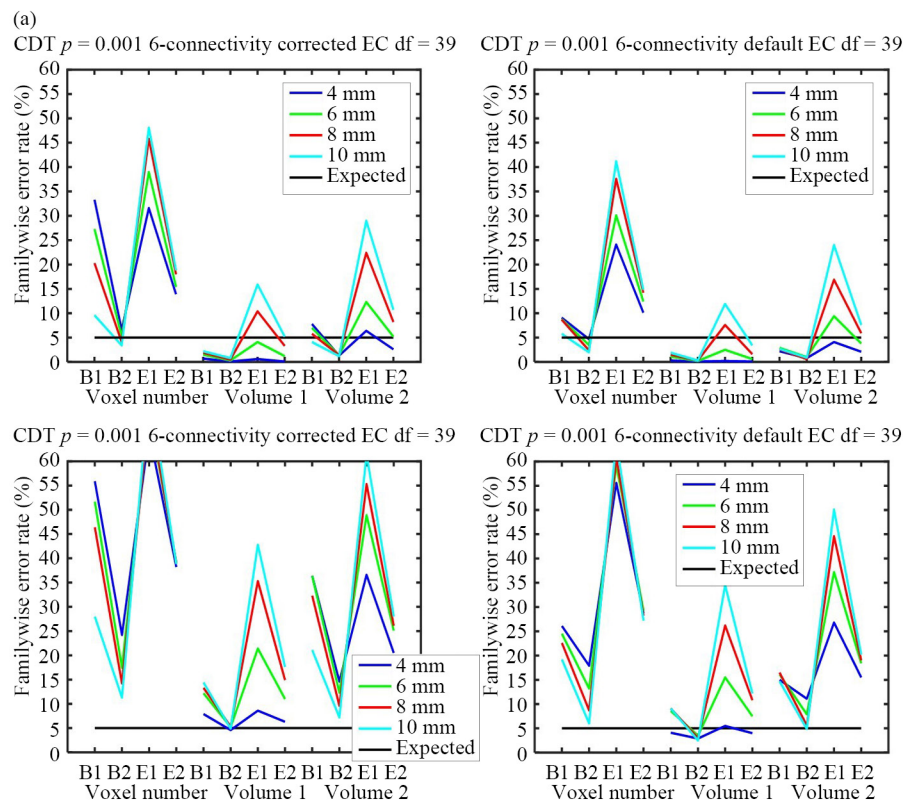 (a)
CDT p = 0.001 6-connectivity corrected EC df = 39
Familywise error rate (%)
60
55
50
45
40
35
30
25
20
15
10
5
0
4 mm
6 mm
8 mm
10 mm
Expected
B1 B2 E1 E2 B1 B2 E1 E2 B1 B2 E1 E2
Voxel number Volume 1 Volume 2
CDT p = 0.001 6-connectivity default EC df = 39
Familywise error rate (%)
60
55
50
45
40
35
30
25
20
15
10
5
0
4 mm
6 mm
8 mm
10 mm
Expected
B1 B2 E1 E2 B1 B2 E1 E2 B1 B2 E1 E2
Voxel number Volume 1 Volume 2
CDT p = 0.001 6-connectivity corrected EC df = 39
Familywise error rate (%)
60
55
50
45
40
35
30
25
20
15
10
5
0
4 mm
6 mm
8 mm
10 mm
Expected
B1 B2 E1 E2 B1 B2 E1 E2 B1 B2 E1 E2
Voxel number Volume 1 Volume 2
CDT p = 0.001 6-connectivity default EC df = 39
Familywise error rate (%)
60
55
50
45
40
35
30
25
20
15
10
5
0
4 mm
6 mm
8 mm
10 mm
Expected
B1 B2 E1 E2 B1 B2 E1 E2 B1 B2 E1 E2
Voxel number Volume 1 Volume 2